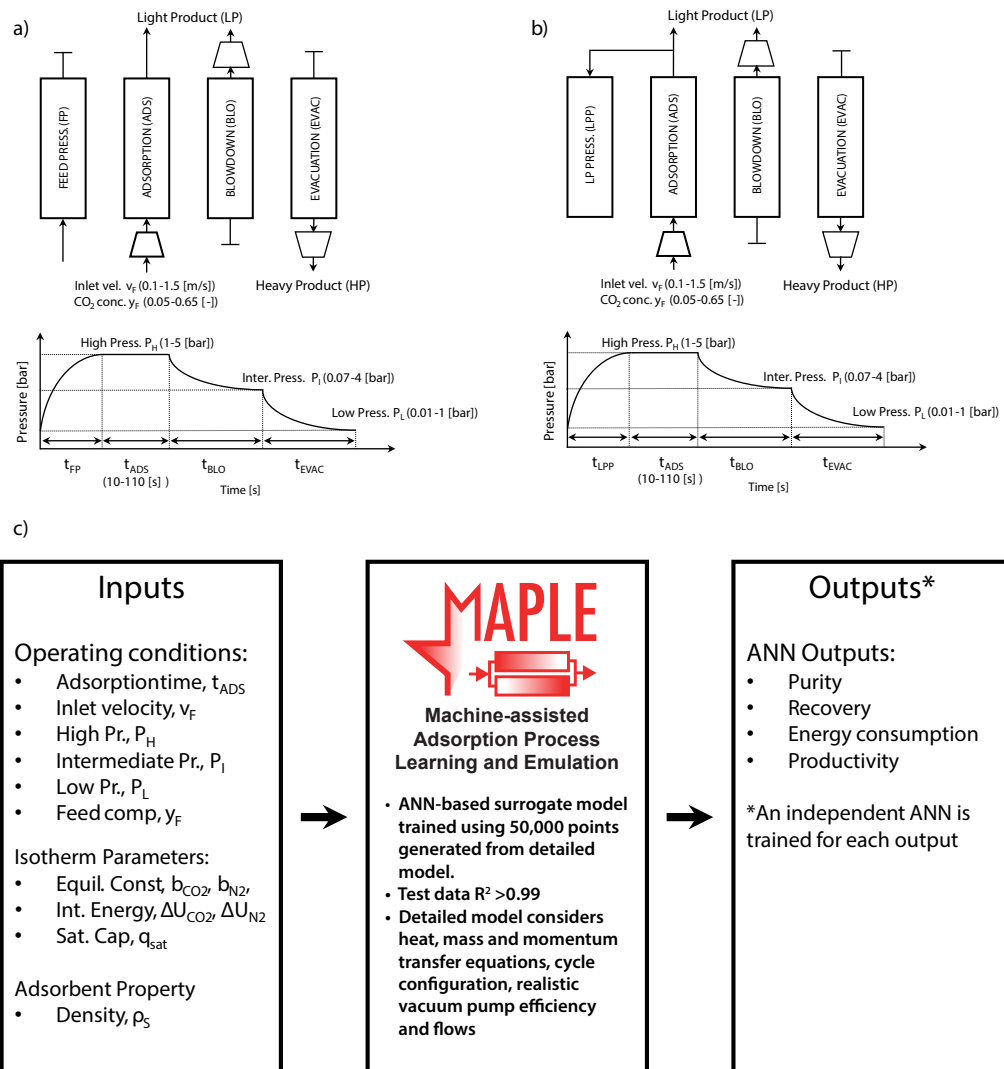 a)
Light Product (LP)
FEED PRESS. (FP)
ADSORPTION (ADS)
BLOWDOWN (BLO)
EVACUATION (EVAC)
Inlet vel. vF (0.1-1.5 [m/s])
CO2 conc. yF (0.05-0.65 [-])
Heavy Product (HP)
High Press. PH (1-5 [bar])
Inter. Press. PI (0.07-4 [bar])
Low Press. PL (0.01-1 [bar])
Pressure [bar]
tFP
tADS
(10-110 [s] )
tBLO
tEVAC
Time [s]
b)
Light Product (LP)
LP PRESS. (LPP)
ADSORPTION (ADS)
BLOWDOWN (BLO)
EVACUATION (EVAC)
Inlet vel. vF (0.1-1.5 [m/s])
CO2 conc. yF (0.05-0.65 [-])
Heavy Product (HP)
High Press. PH (1-5 [bar])
Inter. Press. PI (0.07-4 [bar])
Low Press. PL (0.01-1 [bar])
Pressure [bar]
tLPP
tADS
(10-110 [s] )
tBLO
tEVAC
Time [s]
c)
Inputs
Operating conditions:
• Adsorptiontime, tADS
• Inlet velocity, vF
• High Pr., PH
• Intermediate Pr., PI
• Low Pr., PL
• Feed comp, yF
Isotherm Parameters:
• Equil. Const, bCO2, bN2,
• Int. Energy, ΔUCO2, ΔUN2
• Sat. Cap, qsat
Adsorbent Property
• Density, ρS
MAPLE
Machine-assisted
Adsorption Process
Learning and Emulation
• ANN-based surrogate model
trained using 50,000 points
generated from detailed
model.
• Test data R2 >0.99
• Detailed model considers
heat, mass and momentum
transfer equations, cycle
configuration, realistic
vacuum pump efficiency
and flows
Outputs*
ANN Outputs:
• Purity
• Recovery
• Energy consumption
• Productivity
*An independent ANN is
trained for each output